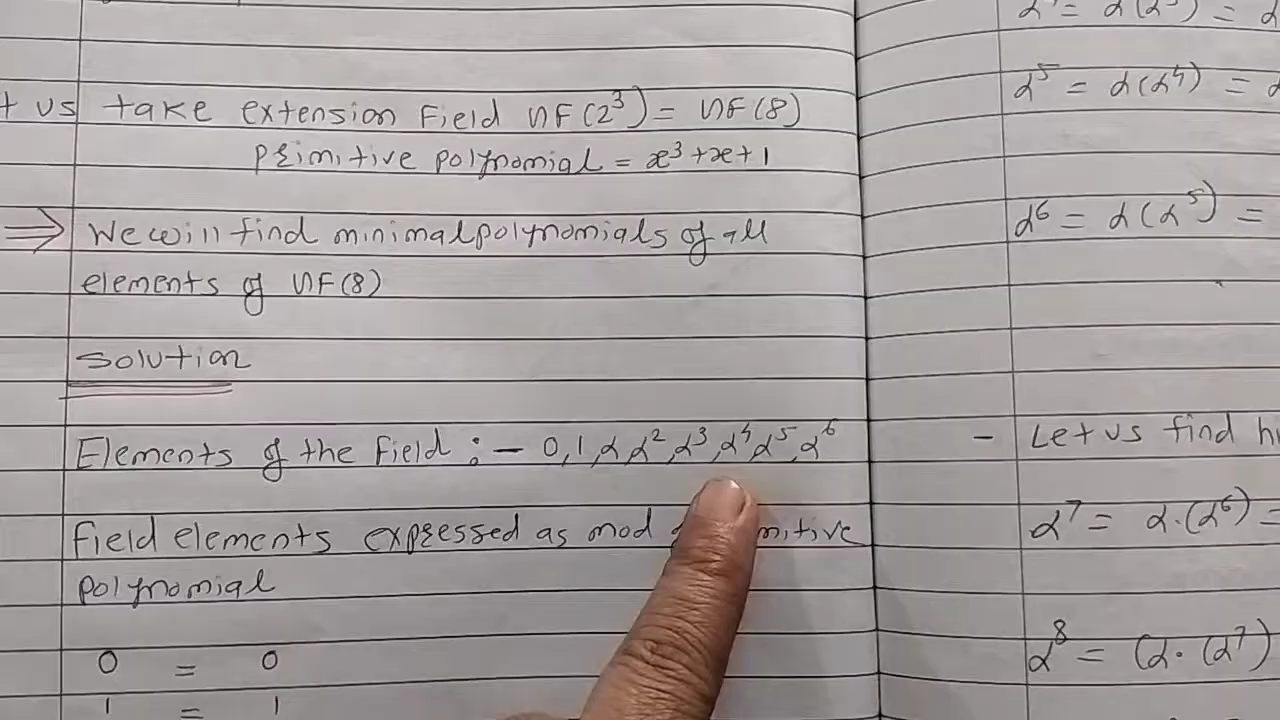 t us take extension Field GF(2³) = GF(8)
primitive polynomial = x³ + x + 1
⇒ We will find minimal polynomials of all
elements of GF(8)
Solution
Elements of the Field :- 0, 1, α, α², α³, α⁴, α⁵, α⁶
Field elements expressed as mod
polynomial
0 = 0
1 = 1
α⁵ = α(α⁴) =
α⁶ = α(α⁵) =
- Let us find
α⁷ = α·(α⁶) =
α⁸ = (α·(α⁷)